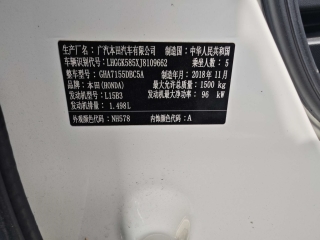 生产厂名:广汽本田汽车有限公司 制造国:中华人民共和国
车辆识别代号:LHGGK585XJ8109662 乘坐人数:5
整车型号:GHA7155DBC5A 制造年月:2018年11月
品牌:本田(HONDA) 最大允许总质量:1500 kg
发动机型号:L15B3 发动机最大净功率:96 kW
发动机排量:1.498L
外观颜色代码:NH578 内饰颜色代码:A